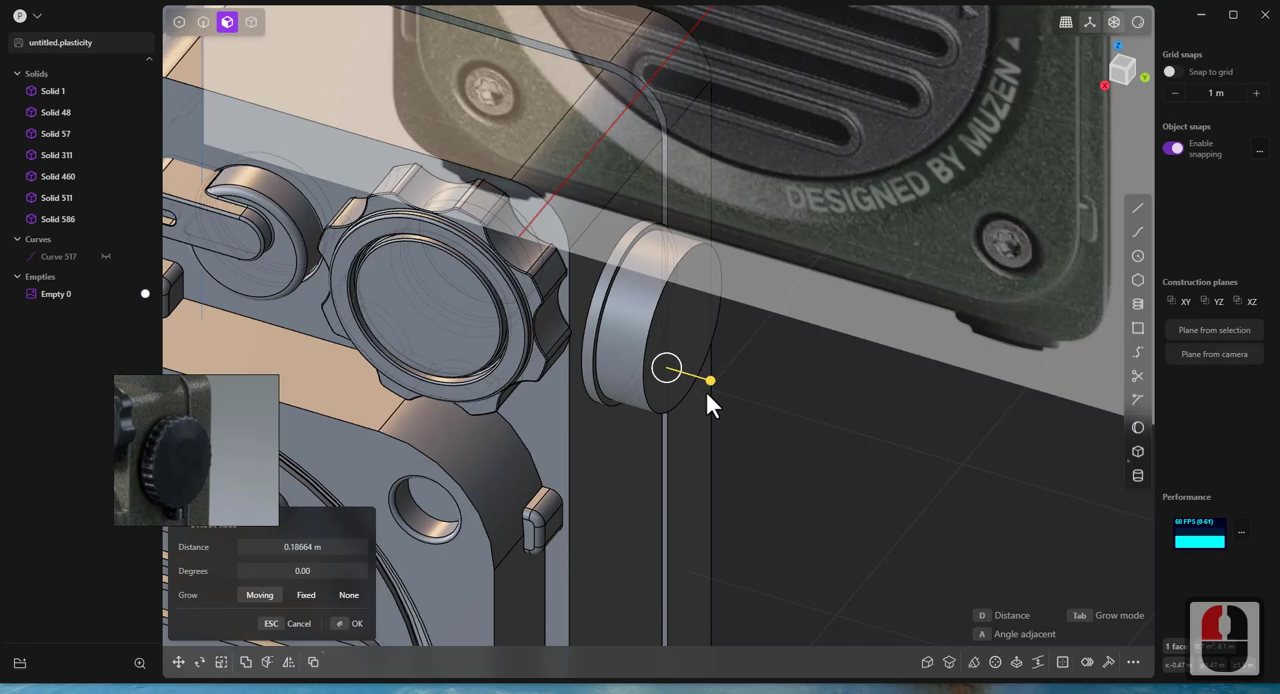 P
untitled.plasticity
Solids
Solid 1
Solid 48
Solid 57
Solid 311
Solid 460
Solid 511
Solid 586
Curves
Curve 517
Empties
Empty 0
DESIGNED BY MUZEN
Z
Y
X
Grid snaps
Snap to grid
1 m
Object snaps
Enable
snapping
...
Construction planes
XY
YZ
XZ
Plane from selection
Plane from camera
Performance
60 FPS (0-61)
...
Distance
0.18664 m
Degrees
0.00
Grow
Moving
Fixed
None
ESC
Cancel
OK
D
Distance
Tab
Grow mode
A
Angle adjacent
1 face